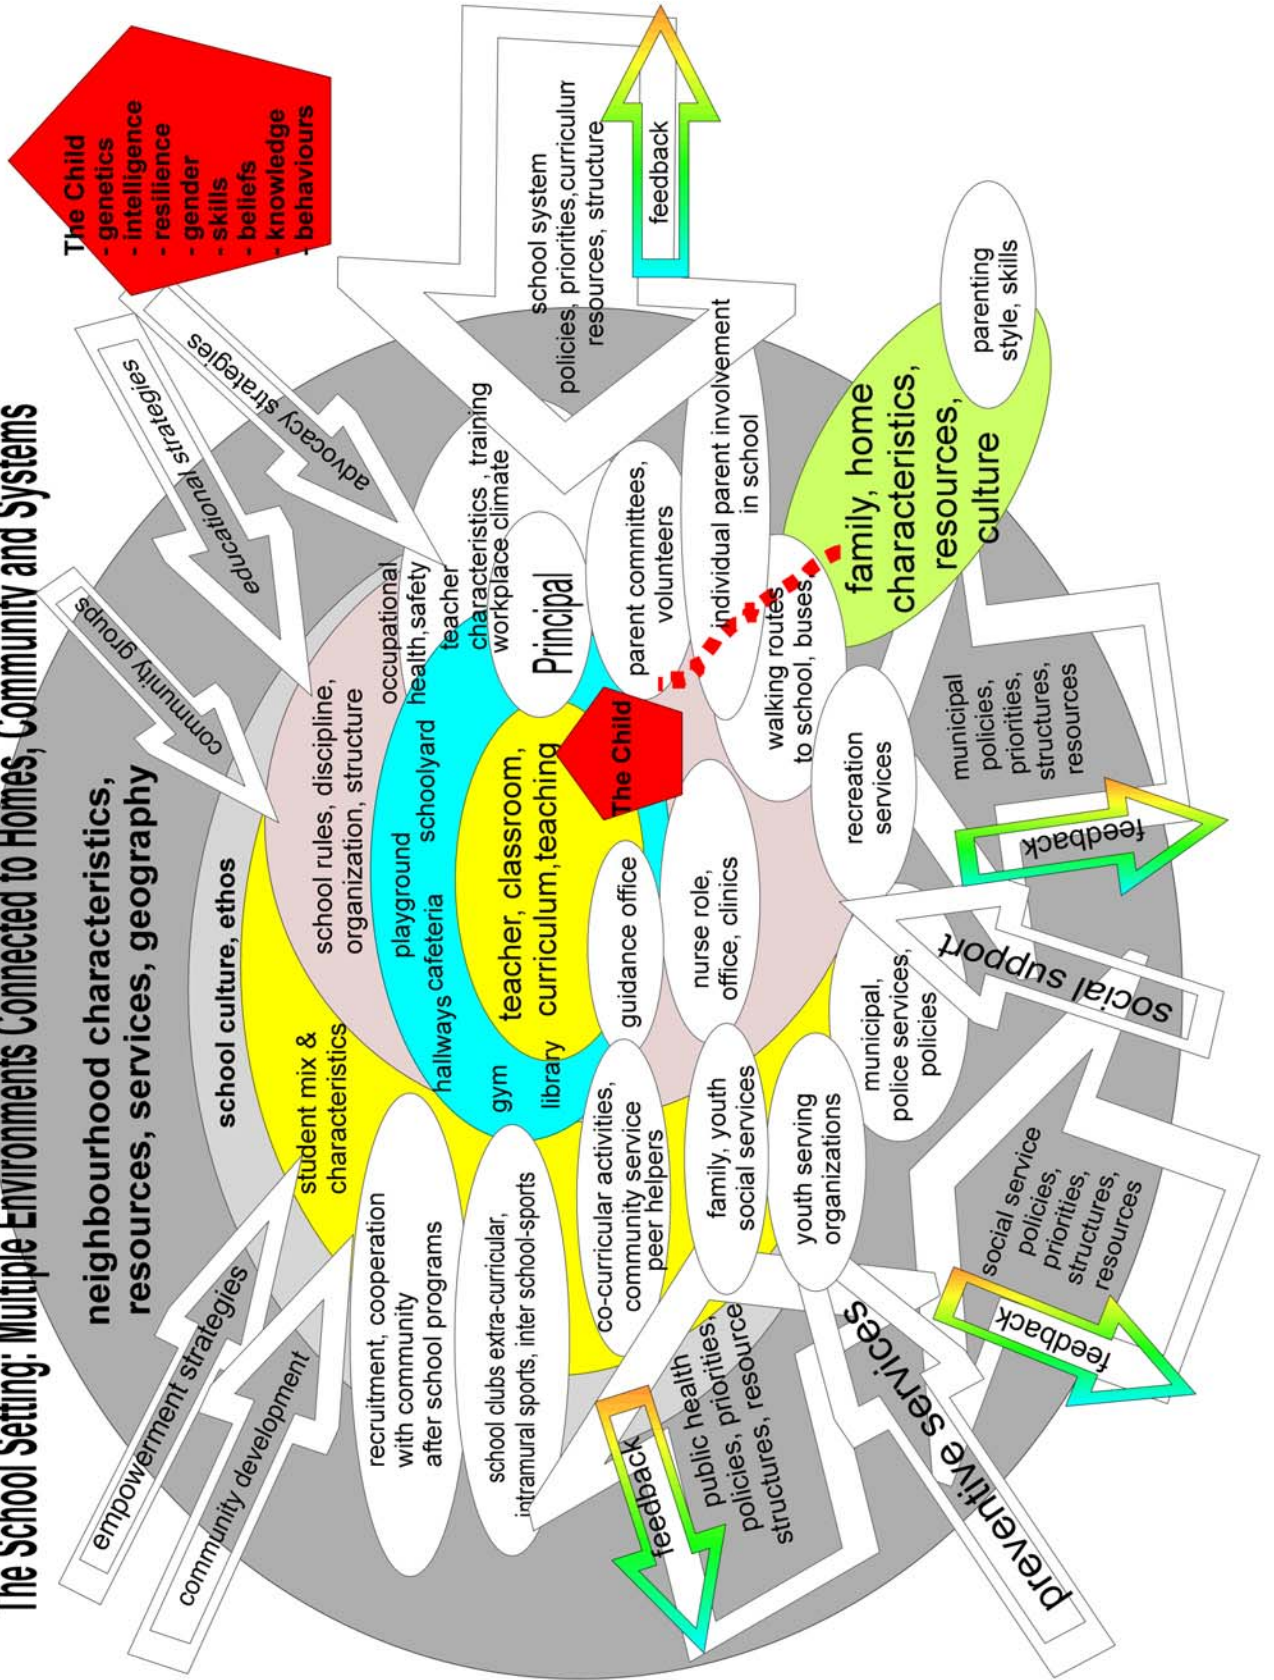 The School Setting: Multiple Environments Connected to Homes, Community and Systems
neighbourhood characteristics,
resources, services, geography
The Child
- genetics
- intelligence
- resilience
- gender
- skills
- beliefs
- knowledge
- behaviours
empowerment strategies
community development
community groups
educational strategies
advocacy strategies
school culture, ethos
student mix &
characteristics
school rules, discipline,
organization, structure
occupational
health,safety
teacher
characteristics , training
workplace climate
Principal
playground
hallways cafeteria schoolyard
gym
library
teacher, classroom,
curriculum,teaching
The Child
recruitment, cooperation
with community
after school programs
school clubs extra-curricular,
intramural sports, inter school-sports
co-curricular activities,
community service
peer helpers
guidance office
nurse role,
office, clinics
parent committees,
volunteers
individual parent involvement
in school
walking routes
to school, buses,
family, youth
social services
youth serving
organizations
municipal,
police services,
policies
recreation
services
school system
policies, priorities,curriculum
resources, structure
feedback
family, home
characteristics,
resources,
culture
parenting
style, skills
municipal
policies,
priorities,
structures,
resources
feedback
social support
social service
policies,
priorities,
structures,
resources
feedback
preventive services
public health
policies, priorities,
structures, resource
feedback